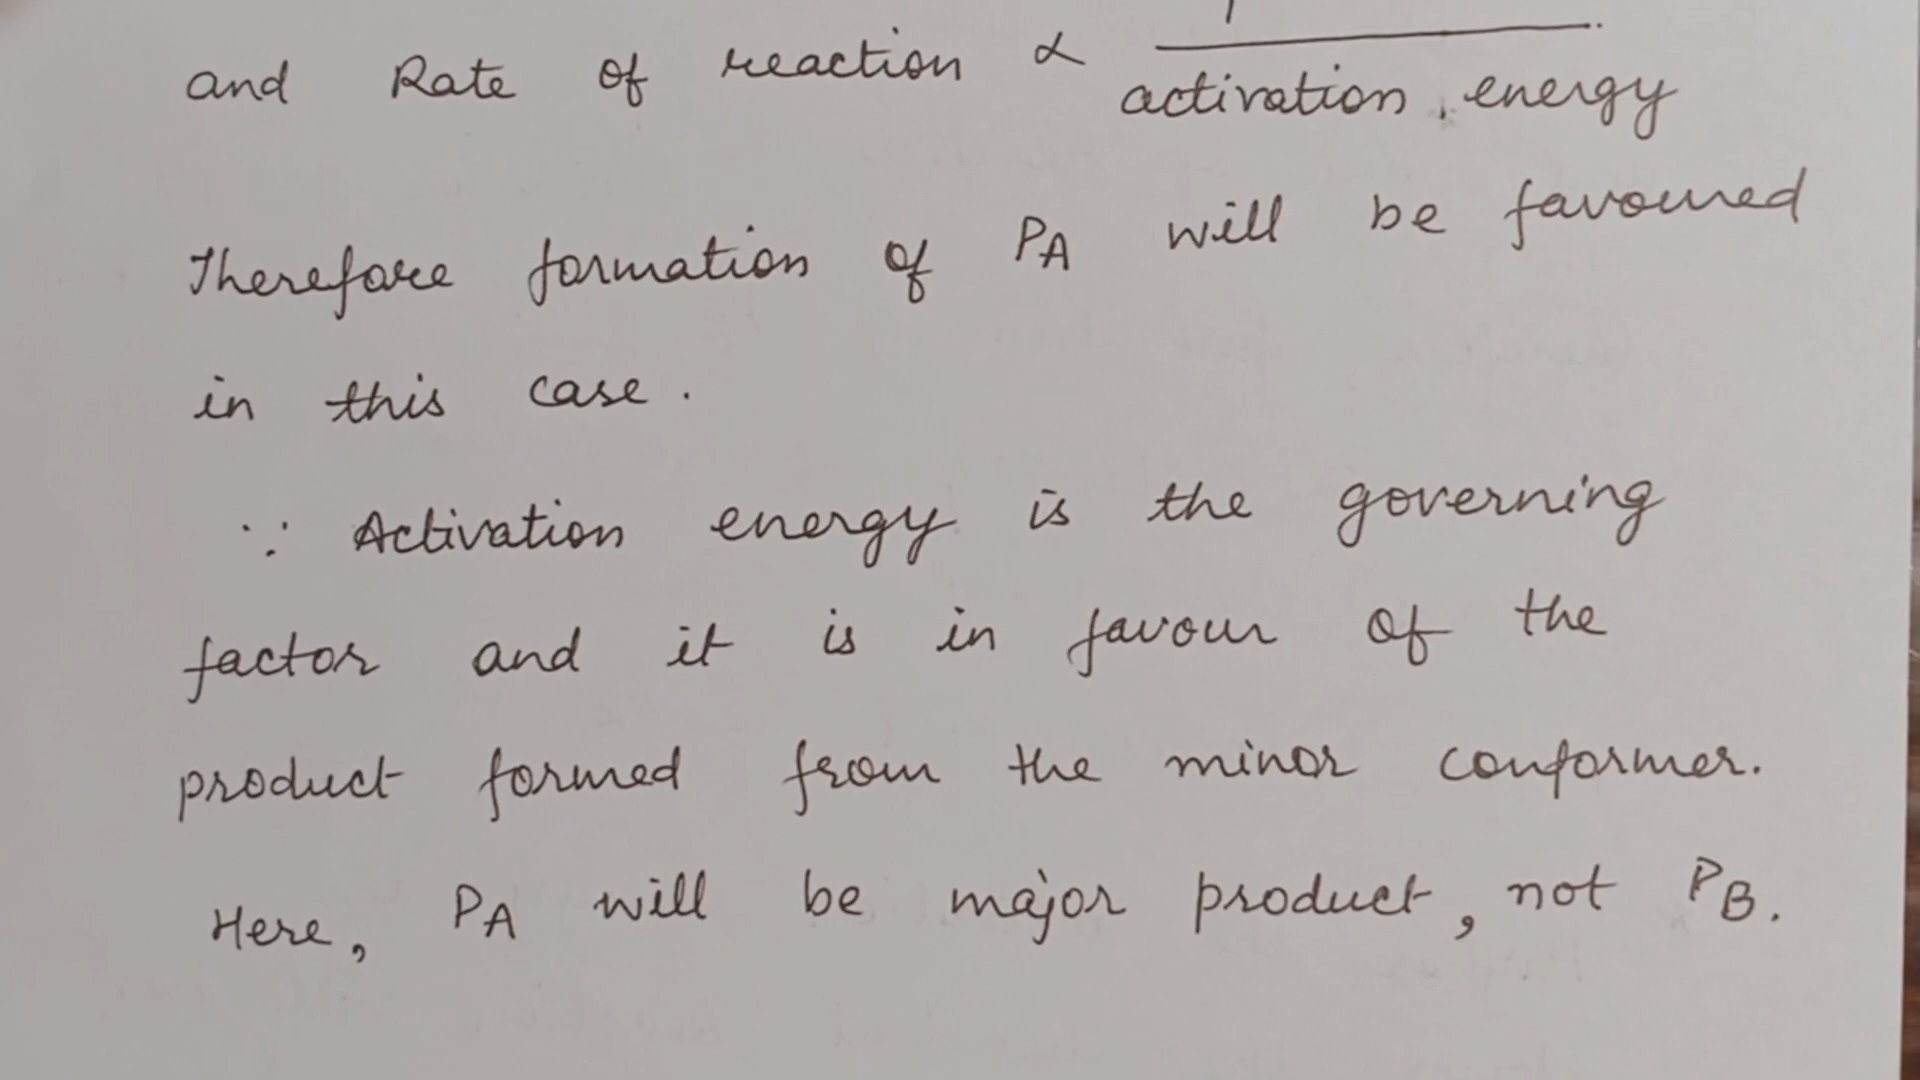 and Rate of reaction ∝
activation energy
Therefore formation of PA will be favoured
in this case.
∵ Activation energy is the governing
factor and it is in favour of the
product formed from the minor conformer.
Here, PA will be major product, not PB.